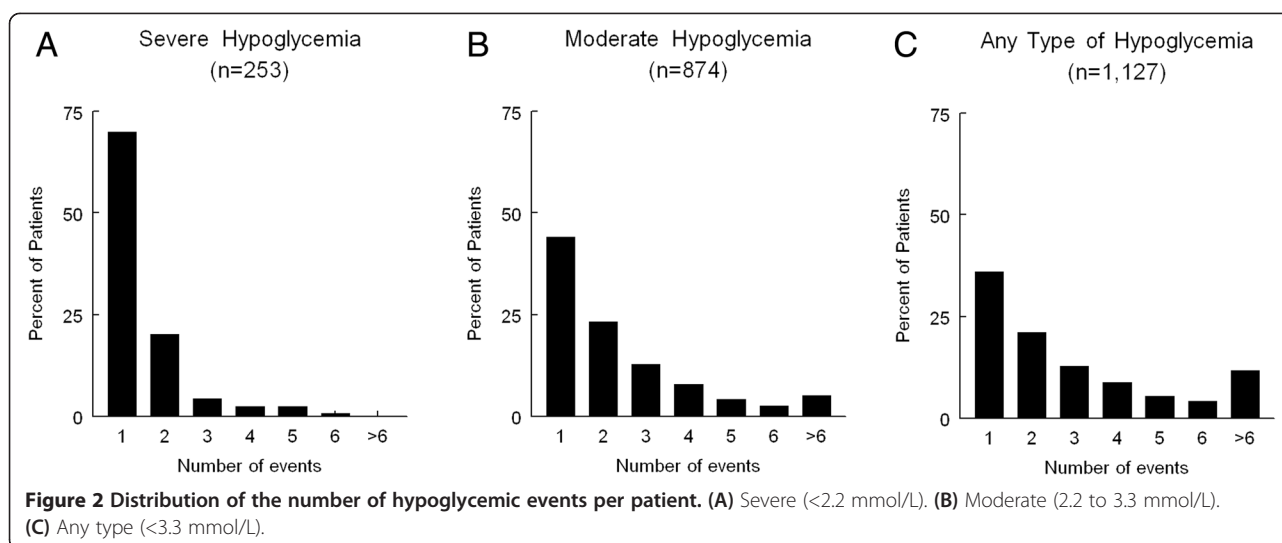 A
Severe Hypoglycemia
(n=253)
75
50
25
0
Percent of Patients
1 2 3 4 5 6 >6
Number of events
B
Moderate Hypoglycemia
(n=874)
75
50
25
0
Percent of Patients
1 2 3 4 5 6 >6
Number of events
C
Any Type of Hypoglycemia
(n=1,127)
75
50
25
0
Percent of Patients
1 2 3 4 5 6 >6
Number of events
Figure 2 Distribution of the number of hypoglycemic events per patient. (A) Severe (<2.2 mmol/L). (B) Moderate (2.2 to 3.3 mmol/L).
(C) Any type (<3.3 mmol/L).